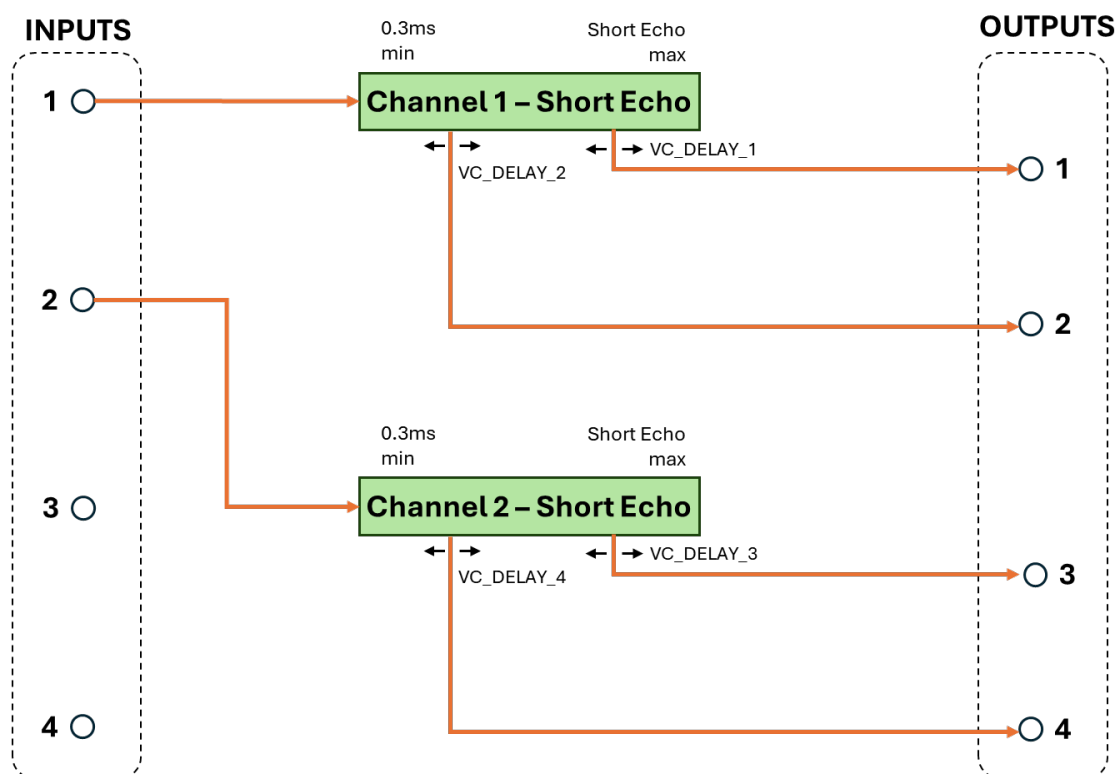 INPUTS
OUTPUTS
0.3ms
min
Short Echo
max
1
Channel 1 – Short Echo
VC_DELAY_1
1
VC_DELAY_2
2
2
0.3ms
min
Short Echo
max
3
Channel 2 – Short Echo
VC_DELAY_3
3
VC_DELAY_4
4
4